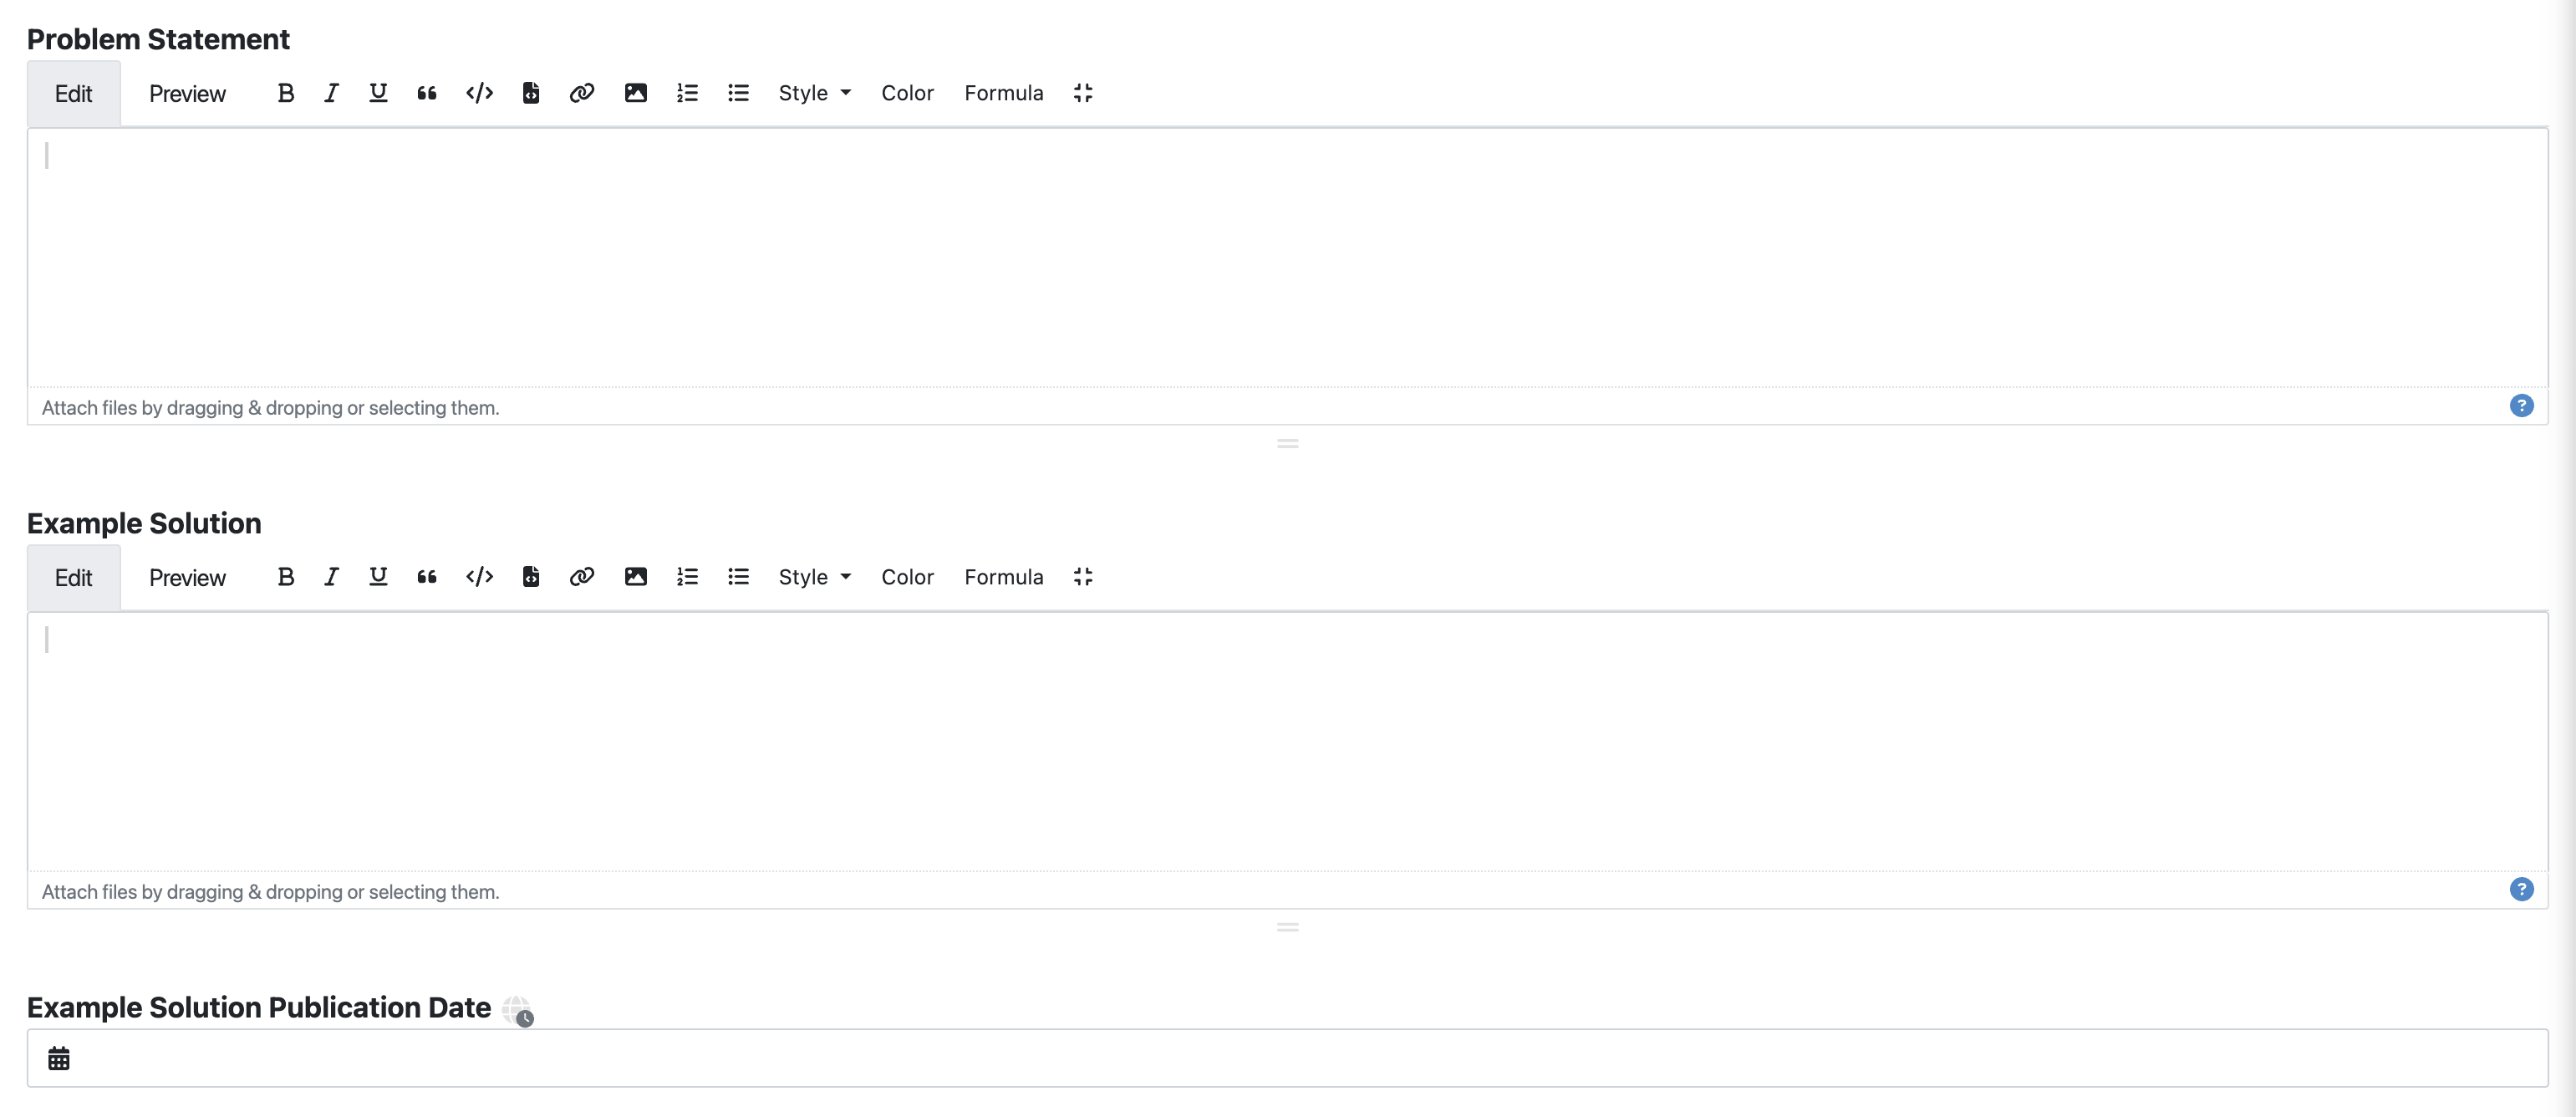 Problem Statement
Edit Preview B I U </> Style Color Formula
Attach files by dragging & dropping or selecting them. ?
Example Solution
Edit Preview B I U </> Style Color Formula
Attach files by dragging & dropping or selecting them. ?
Example Solution Publication Date